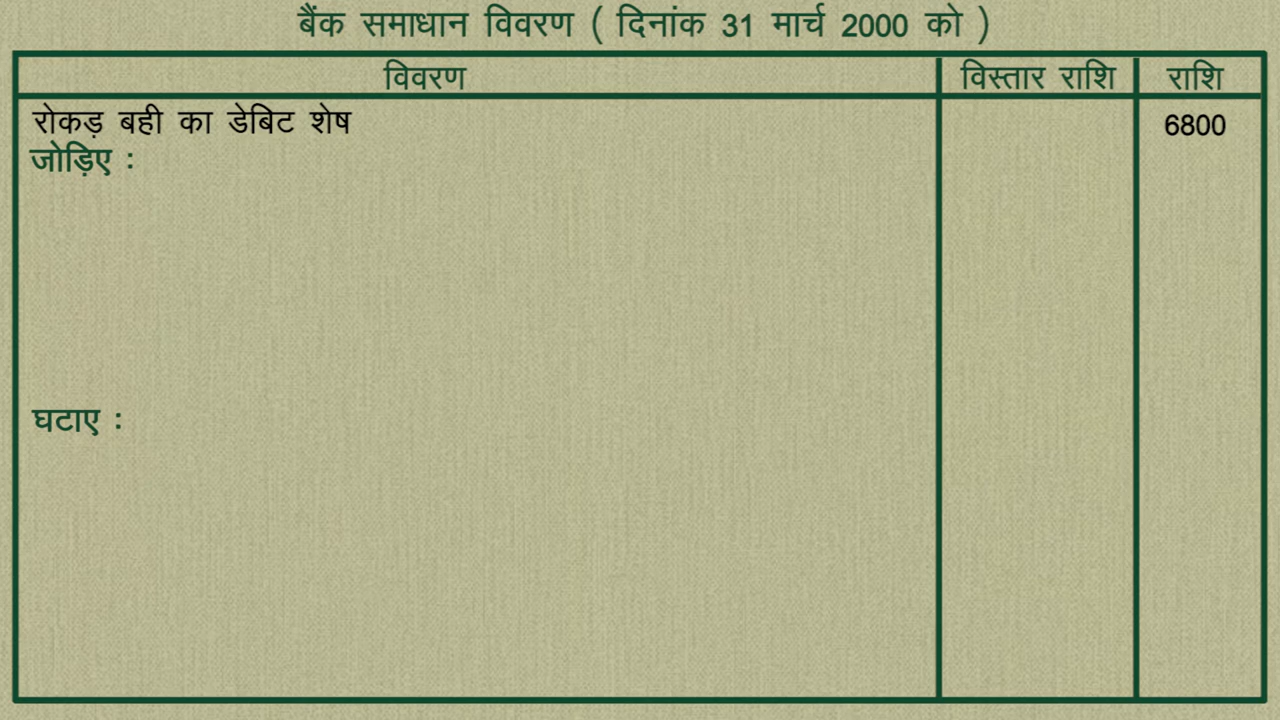 बैंक समाधान विवरण ( दिनांक 31 मार्च 2000 को )
विवरण विस्तार राशि राशि
रोकड़ बही का डेबिट शेष 6800
जोड़िए :
घटाए :